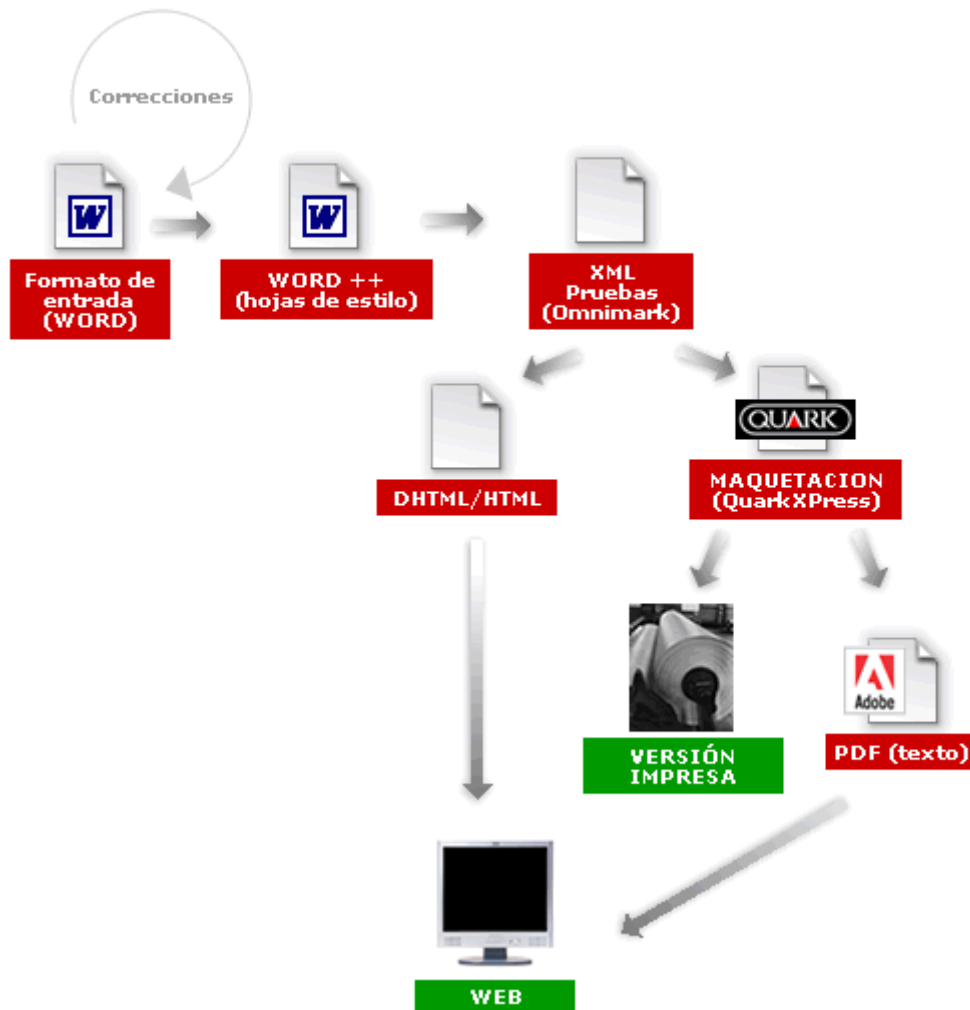 Correcciones
W
W
Formato de
entrada
(WORD)
WORD ++
(hojas de estilo)
XML
Pruebas
(Omnimark)
QUARK
DHTML/HTML
MAQUETACION
(QuarkXPress)
Adobe
VERSIÓN
IMPRESA
PDF (texto)
WEB